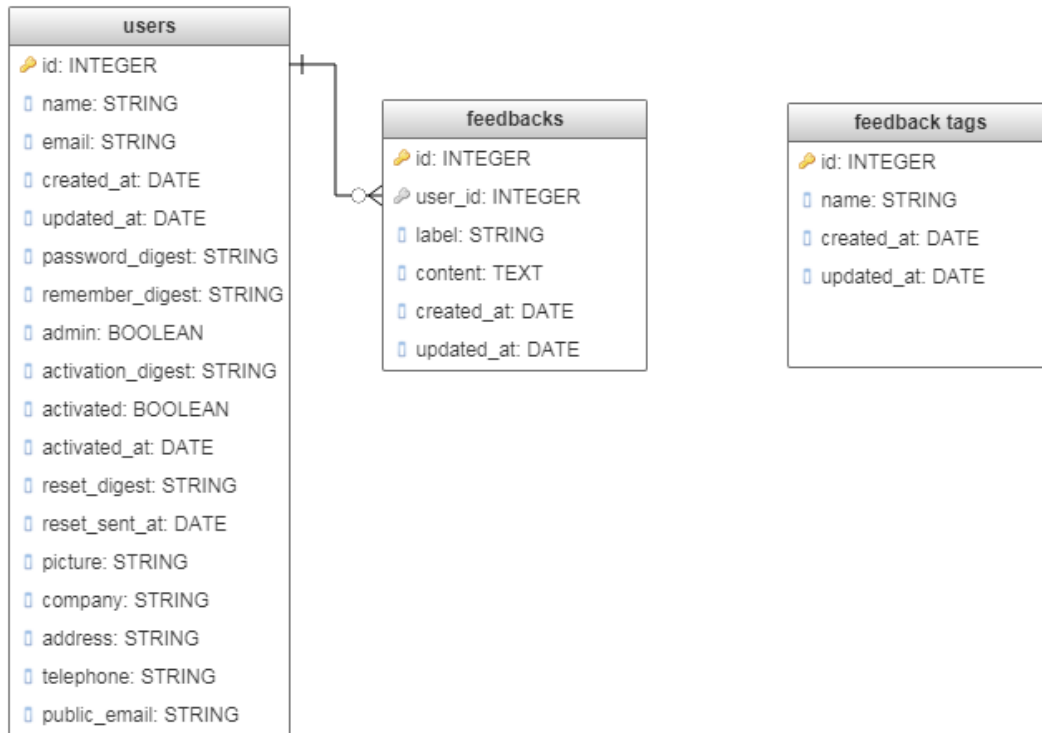 users
id: INTEGER
name: STRING
email: STRING
created_at: DATE
updated_at: DATE
password_digest: STRING
remember_digest: STRING
admin: BOOLEAN
activation_digest: STRING
activated: BOOLEAN
activated_at: DATE
reset_digest: STRING
reset_sent_at: DATE
picture: STRING
company: STRING
address: STRING
telephone: STRING
public_email: STRING
feedbacks
id: INTEGER
user_id: INTEGER
label: STRING
content: TEXT
created_at: DATE
updated_at: DATE
feedback tags
id: INTEGER
name: STRING
created_at: DATE
updated_at: DATE